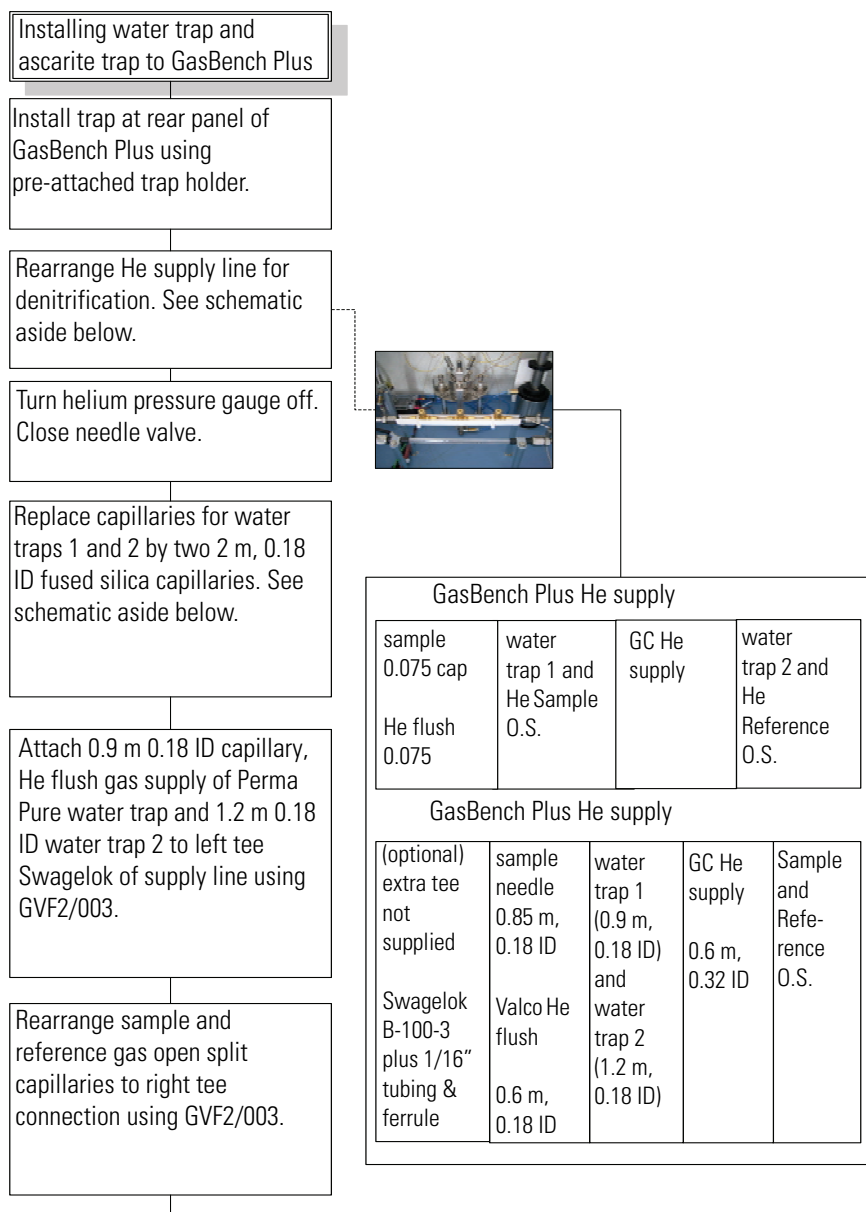 Installing water trap and
ascarite trap to GasBench Plus
Install trap at rear panel of
GasBench Plus using
pre-attached trap holder.
Rearrange He supply line for
denitrification. See schematic
aside below.
Turn helium pressure gauge off.
Close needle valve.
Replace capillaries for water
traps 1 and 2 by two 2 m, 0.18
ID fused silica capillaries. See
schematic aside below.
Attach 0.9 m 0.18 ID capillary,
He flush gas supply of Perma
Pure water trap and 1.2 m 0.18
ID water trap 2 to left tee
Swagelok of supply line using
GVF2/003.
Rearrange sample and
reference gas open split
capillaries to right tee
connection using GVF2/003.
GasBench Plus He supply
sample
0.075 cap
He flush
0.075
water
trap 1 and
He Sample
O.S.
GC He
supply
water
trap 2 and
He
Reference
O.S.
GasBench Plus He supply
(optional)
extra tee
not
supplied
Swagelok
B-100-3
plus 1/16”
tubing &
ferrule
sample
needle
0.85 m,
0.18 ID
Valco He
flush
0.6 m,
0.18 ID
water
trap 1
(0.9 m,
0.18 ID)
and
water
trap 2
(1.2 m,
0.18 ID)
GC He
supply
0.6 m,
0.32 ID
Sample
and
Refe-
rence
O.S.